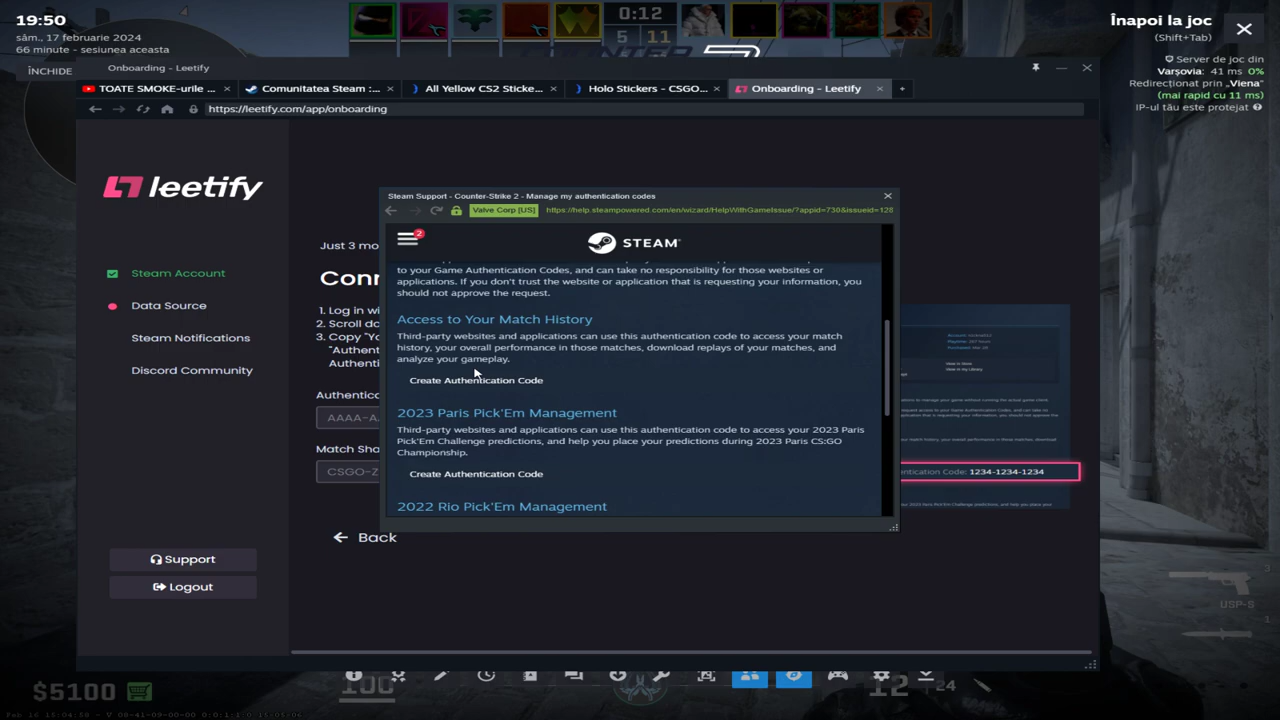 19:50
sâm., 17 februarie 2024
66 minute - sesiunea aceasta
0:12
5 11
COUNTER
Înapoi la joc
(Shift+Tab)
Server de joc din
Varșovia: 41 ms 0%
Redirecționat prin „Viena"
(mai rapid cu 11 ms)
IP-ul tău este protejat
ÎNCHIDE
Onboarding - Leetify
TOATE SMOKE-urile ...
Comunitatea Steam :...
All Yellow CS2 Sticke...
Holo Stickers - CSGO...
Onboarding - Leetify
https://leetify.com/app/onboarding
leetify
Steam Account
Data Source
Steam Notifications
Discord Community
Support
Logout
Just 3 mo
Conn
1. Log in wi
2. Scroll do
3. Copy "Yo
"Authent
Authenti
Authentic
AAAA-A
Match Sha
CSGO-Z
Back
Steam Support - Counter-Strike 2 - Manage my authentication codes
Valve Corp [US]
https://help.steampowered.com/en/wizard/HelpWithGameIssue/?appid=730&issueid=128
2
STEAM
to your Game Authentication Codes, and can take no responsibility for those websites or
applications. If you don't trust the website or application that is requesting your information, you
should not approve the request.
Access to Your Match History
Third-party websites and applications can use this authentication code to access your match
history, your overall performance in those matches, download replays of your matches, and
analyze your gameplay.
Create Authentication Code
2023 Paris Pick'Em Management
Third-party websites and applications can use this authentication code to access your 2023 Paris
Pick'Em Challenge predictions, and help you place your predictions during 2023 Paris CS:GO
Championship.
Create Authentication Code
2022 Rio Pick'Em Management
entication Code: 1234-1234-1234
3
USP-S
1
$5100
100
12 24